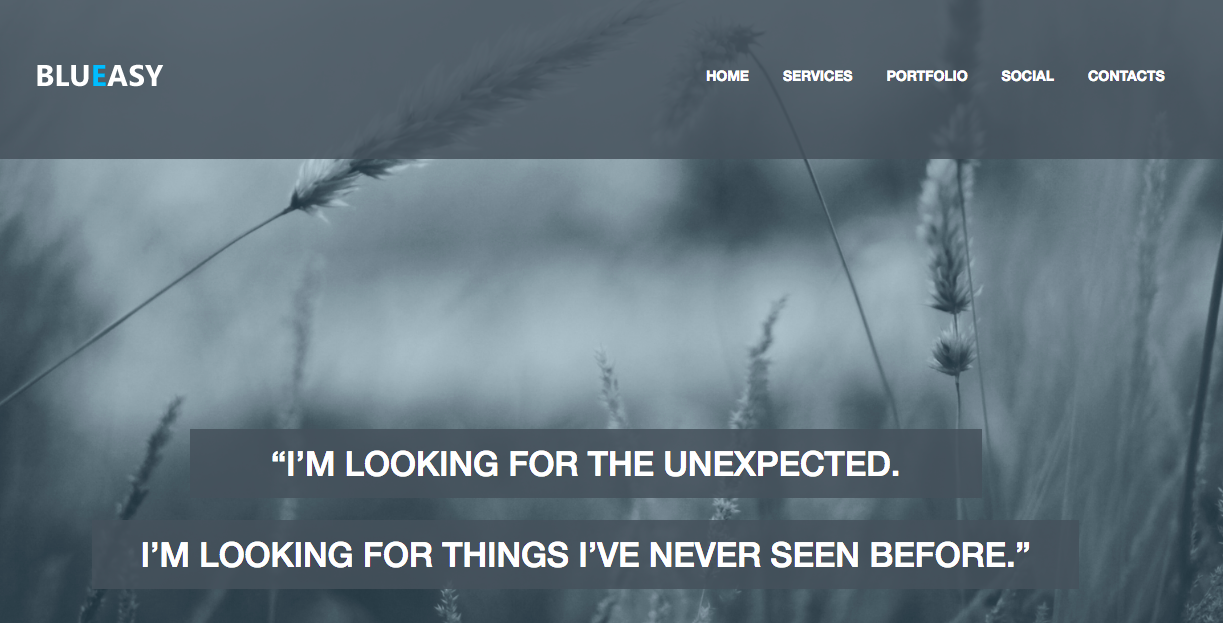 BLUEASY
HOME SERVICES PORTFOLIO SOCIAL CONTACTS
“I’M LOOKING FOR THE UNEXPECTED.
I’M LOOKING FOR THINGS I’VE NEVER SEEN BEFORE.”